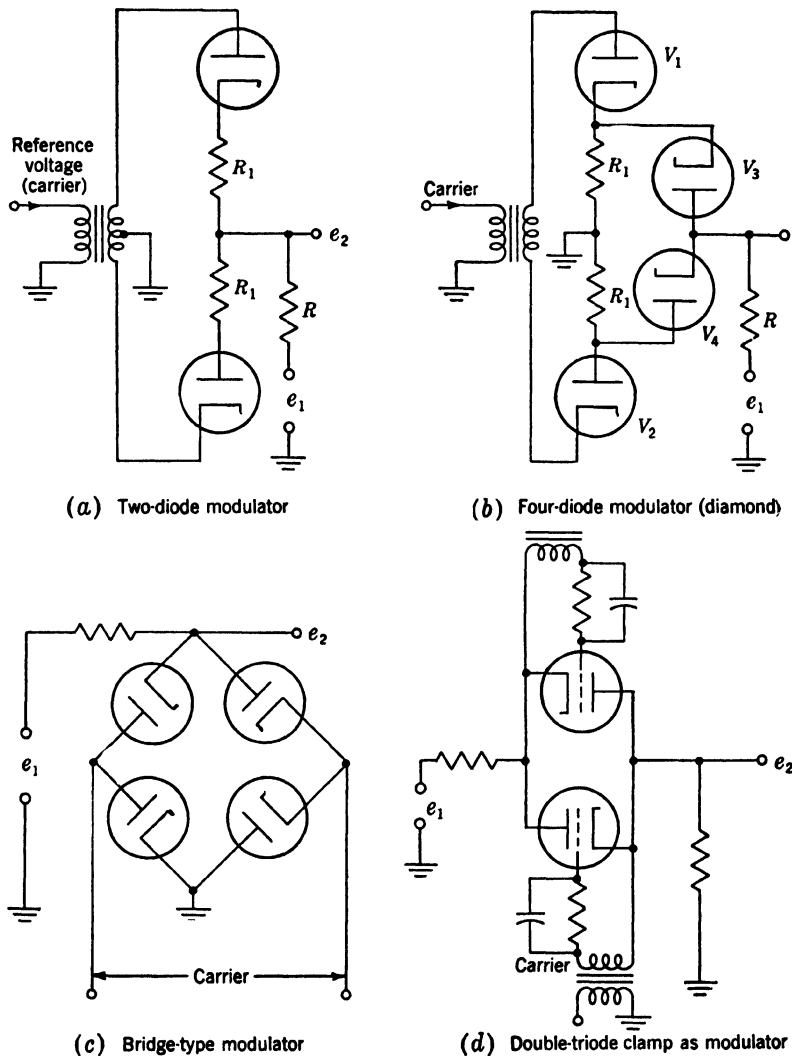 Reference
voltage
(carrier)
R₁
e₂
R₁
R
e₁
(a) Two-diode modulator
Carrier
V₁
R₁
V₃
R₁
V₄
R
e₁
V₂
(b) Four-diode modulator (diamond)
e₂
e₁
Carrier
(c) Bridge-type modulator
e₁
e₂
Carrier
(d) Double-triode clamp as modulator